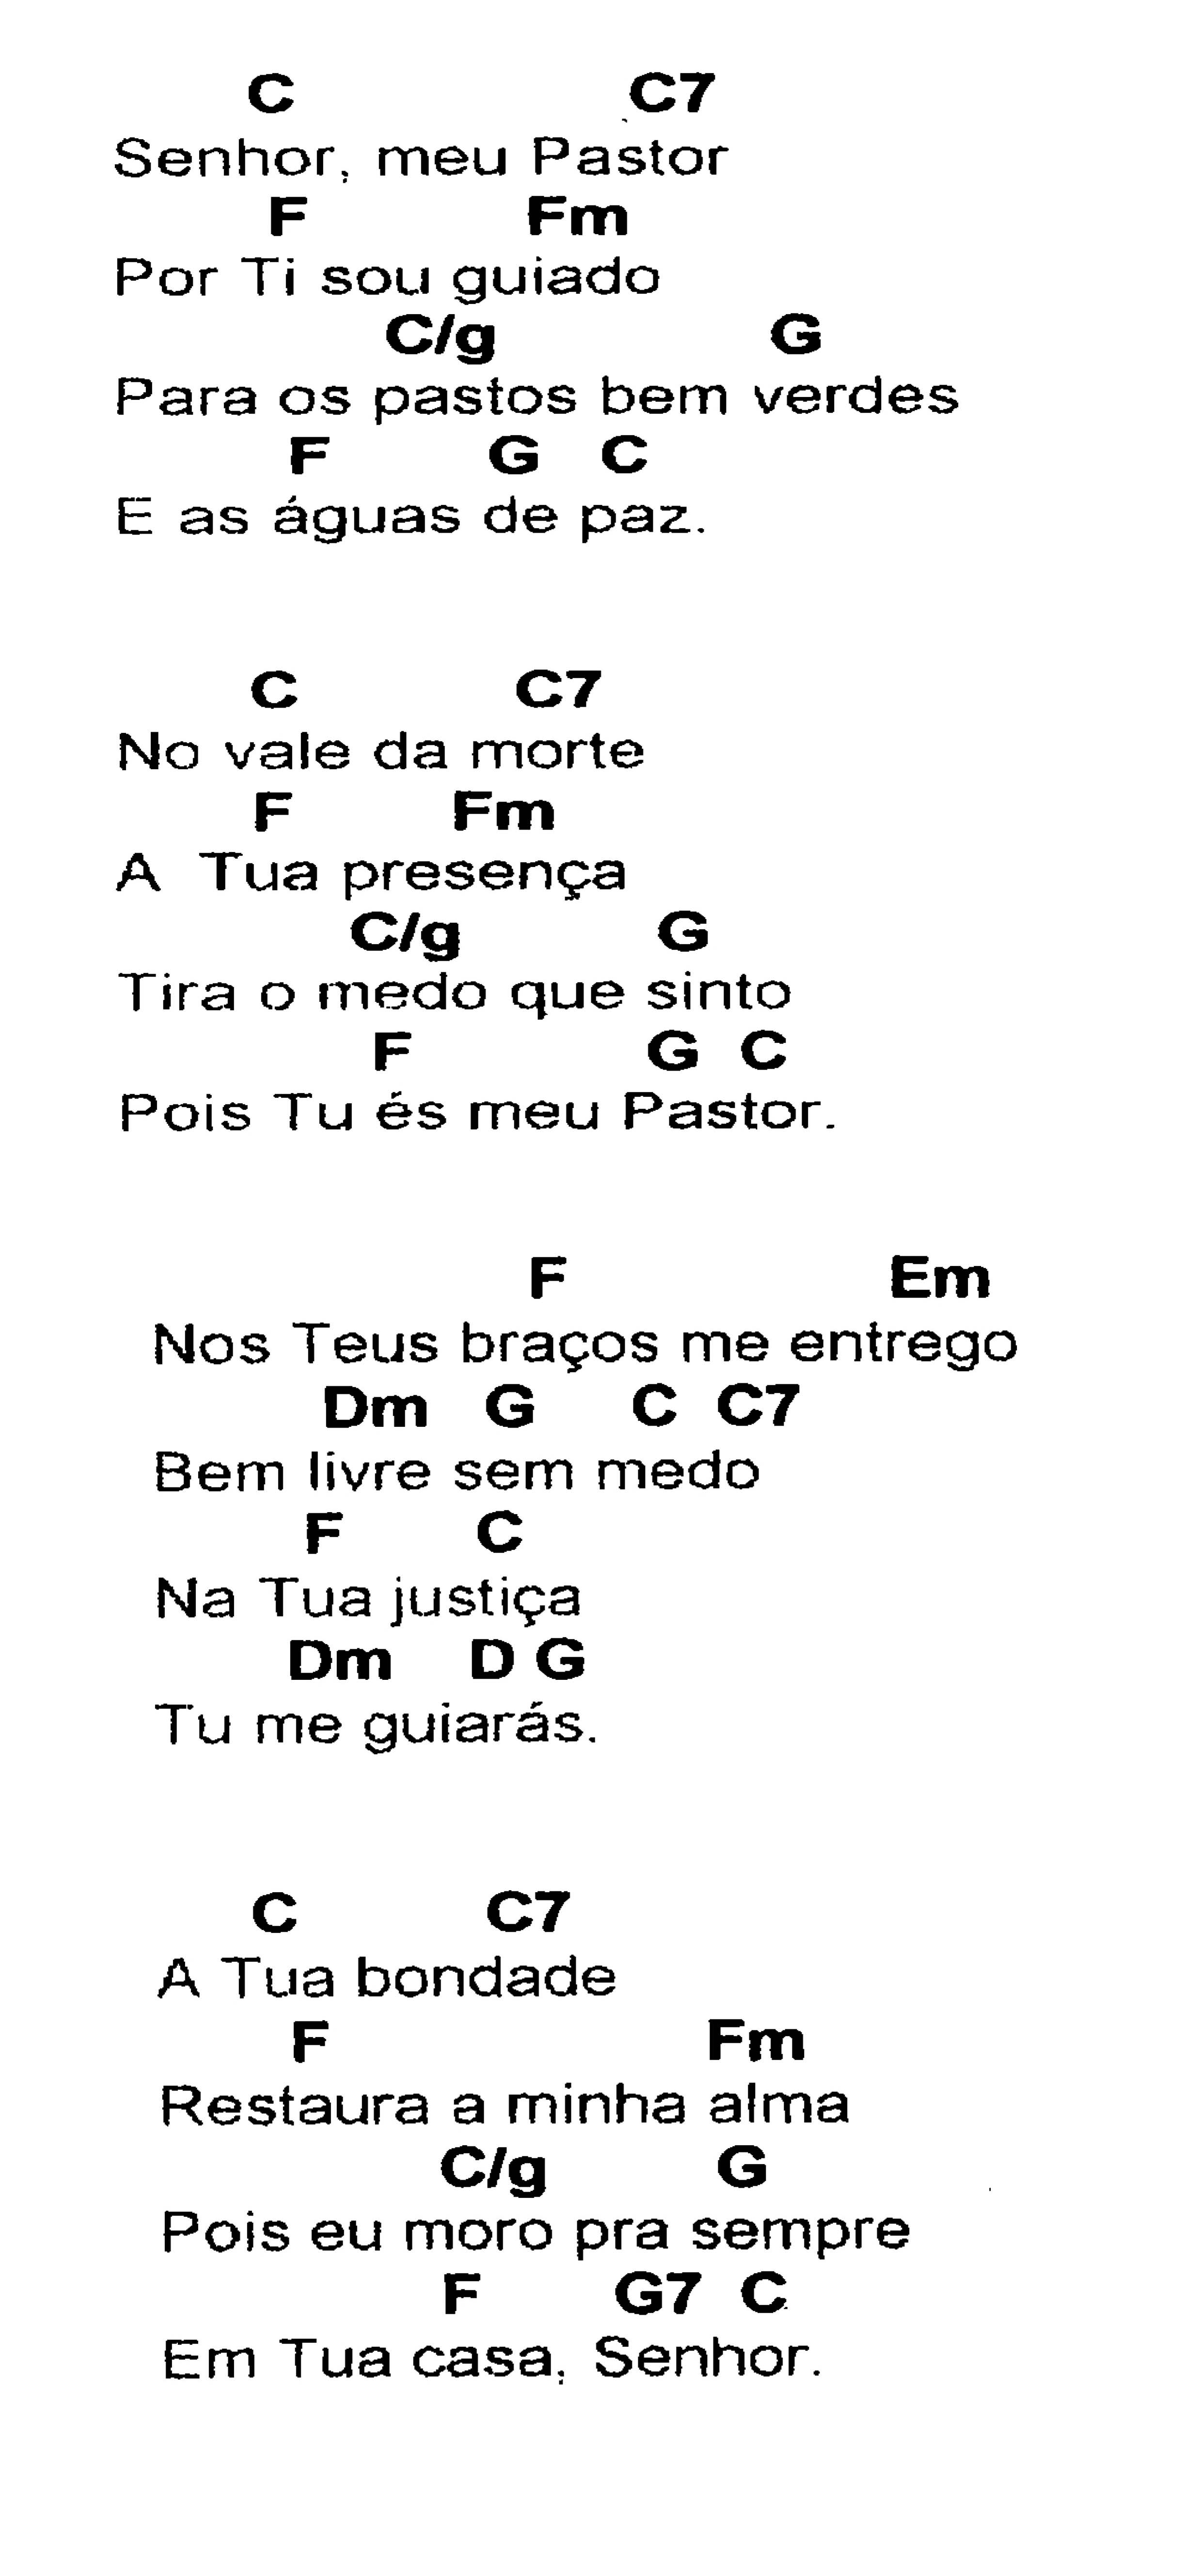 C C7
Senhor, meu Pastor
F Fm
Por Ti sou guiado
C/g G
Para os pastos bem verdes
F G C
E as águas de paz.
C C7
No vale da morte
F Fm
A Tua presença
C/g G
Tira o medo que sinto
F G C
Pois Tu és meu Pastor.
F Em
Nos Teus braços me entrego
Dm G C C7
Bem livre sem medo
F C
Na Tua justiça
Dm D G
Tu me guiarás.
C C7
A Tua bondade
F Fm
Restaura a minha alma
C/g G
Pois eu moro pra sempre
F G7 C
Em Tua casa, Senhor.